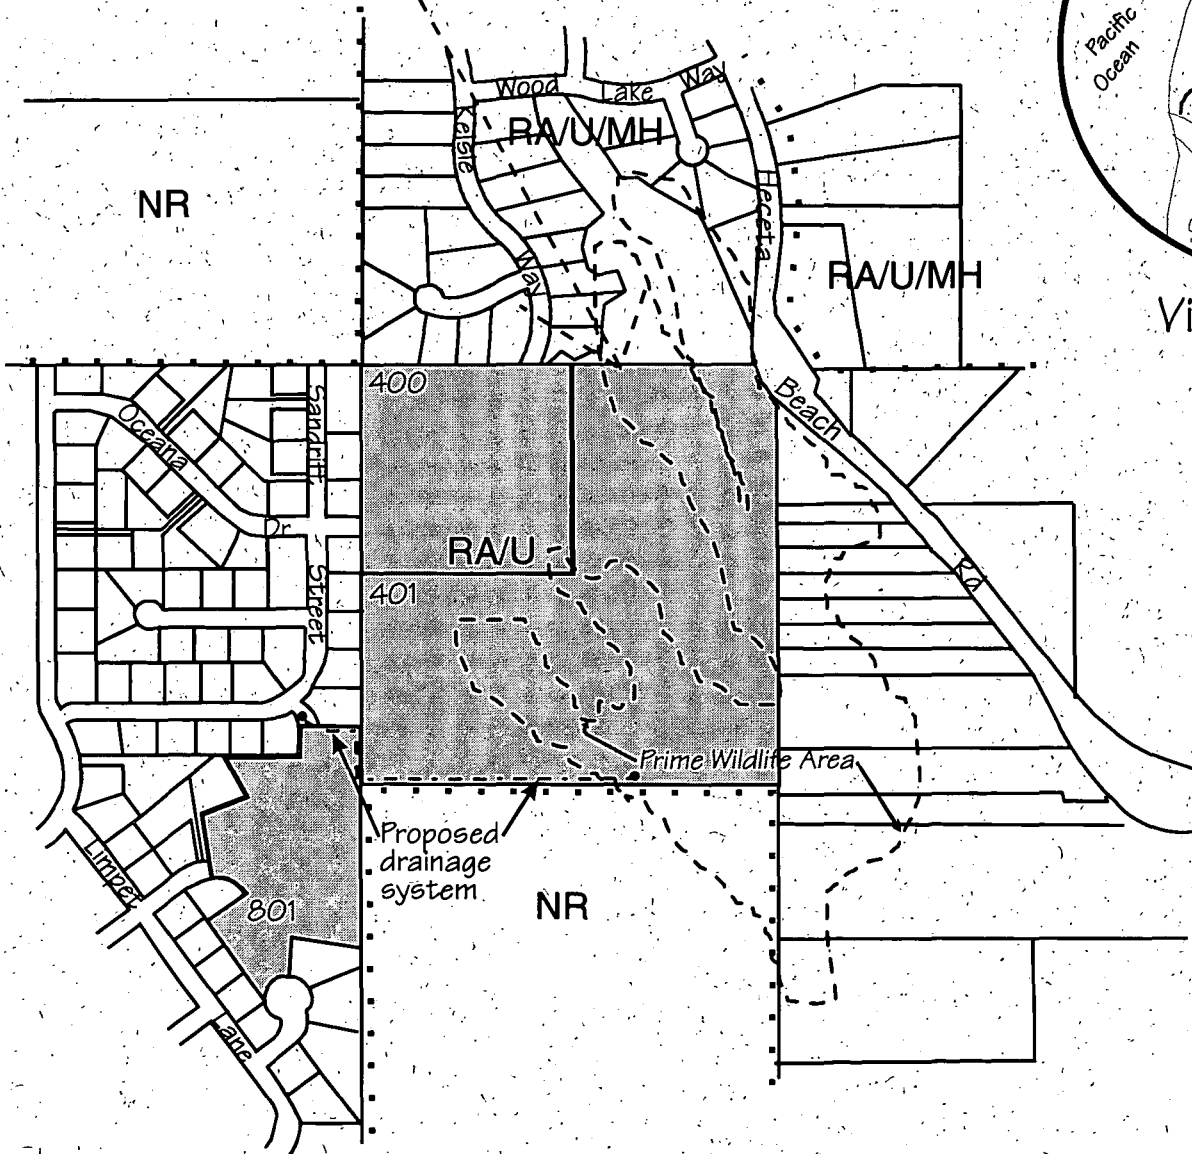 Pacific
Ocean
Wood Lake Way
RA/U/MH
Keisle Way
Heceta Beach Rd
NR
RA/U/MH
Vi
400
Oceana Dr
Sandrift Street
RA/U
401
Prime Wildlife Area
Proposed
drainage
system
Limpet Lane
801
NR